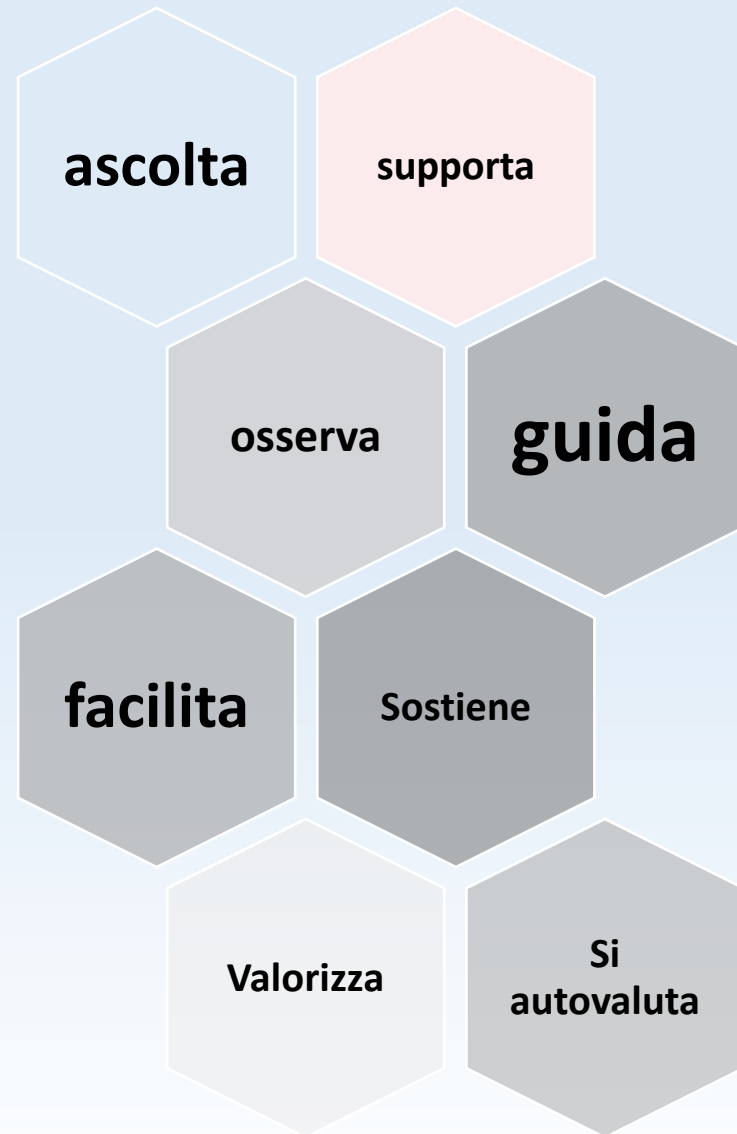 ascolta
supporta
osserva
guida
facilita
Sostiene
Valorizza
Si
autovaluta